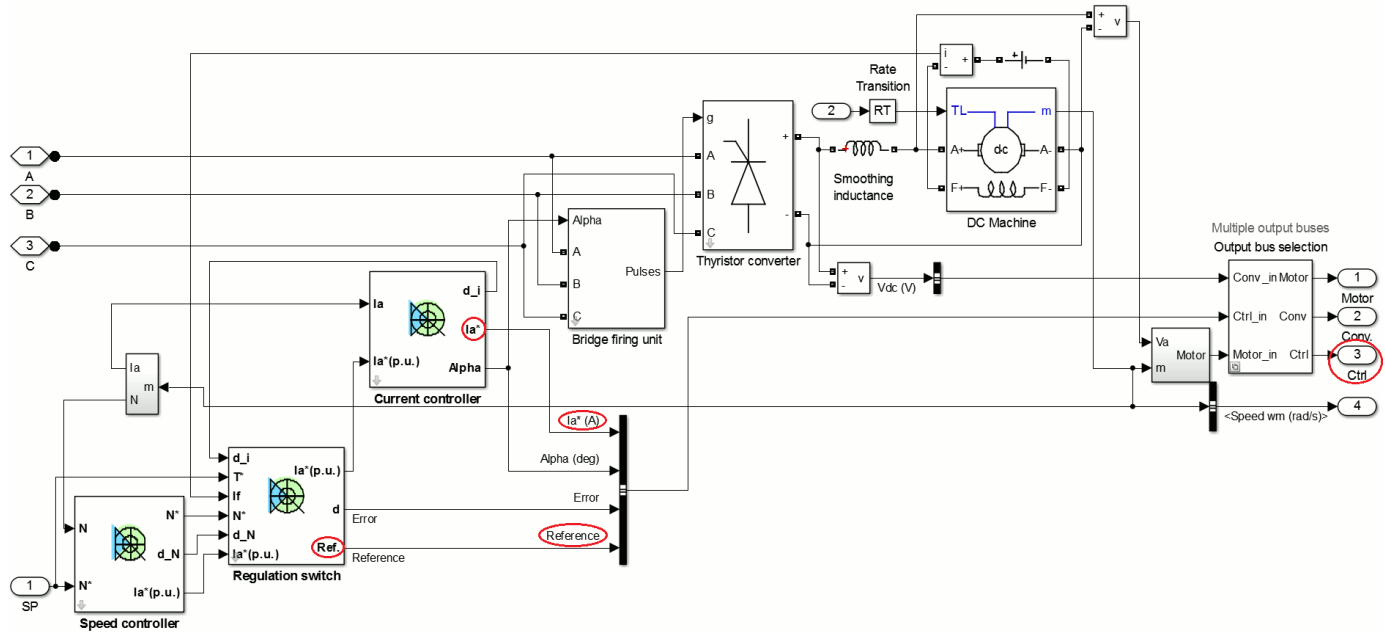 +
-
v
i
-
+
+
Rate
Transition
2
RT
TL
m
A+
dc
A-
F+
F-
DC Machine
g
A
B
C
+
-
Thyristor converter
+
Smoothing
inductance
1
A
2
B
3
C
Alpha
A
B
C
Pulses
Bridge firing unit
+
-
v
Vdc (V)
Multiple output buses
Output bus selection
Conv_in Motor
Ctrl_in Conv
Motor_in Ctrl
1
Motor
2
Conv.
3
Ctrl
Va
m
Motor
<Speed wm (rad/s)>
4
Ia
Ia*(p.u.)
d_i
Ia*
Alpha
Current controller
Ia
N
m
Ia* (A)
Alpha (deg)
Error
Reference
d_i
T*
If
N*
d_N
Ia*(p.u.)
Ia*(p.u.)
d
Ref.
Error
Reference
Regulation switch
N
N*
N*
d_N
Ia*(p.u.)
Speed controller
1
SP